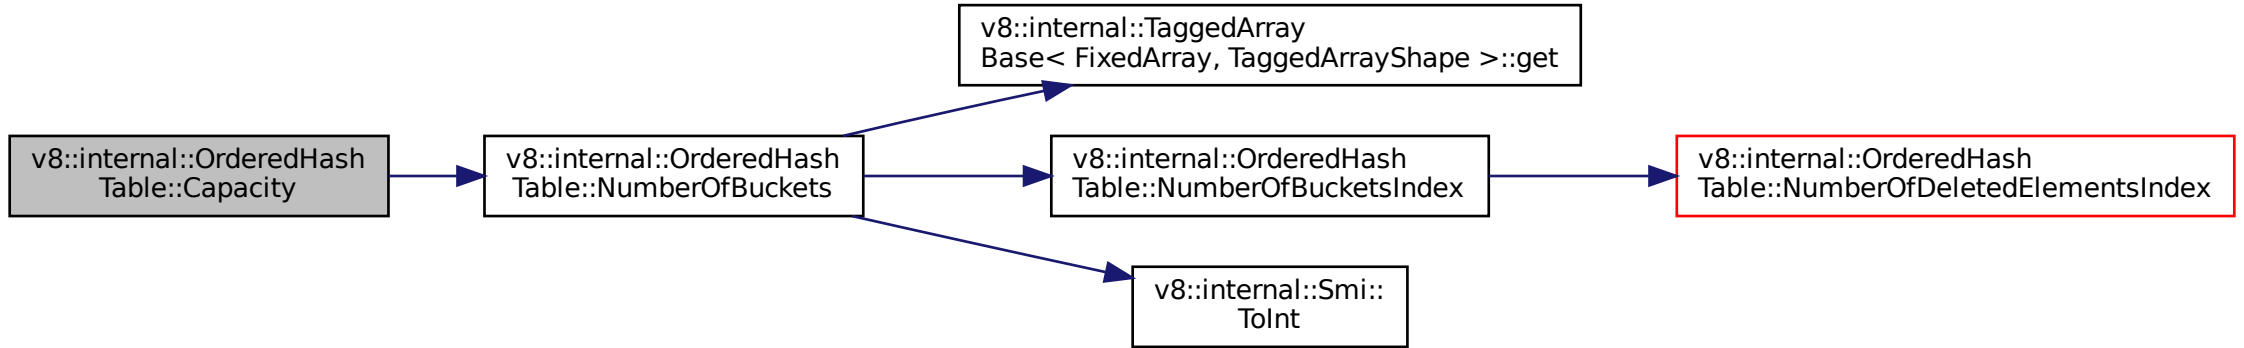 v8::internal::OrderedHash
Table::Capacity
v8::internal::OrderedHash
Table::NumberOfBuckets
v8::internal::TaggedArray
Base< FixedArray, TaggedArrayShape >::get
v8::internal::OrderedHash
Table::NumberOfBucketsIndex
v8::internal::OrderedHash
Table::NumberOfDeletedElementsIndex
v8::internal::Smi::
ToInt